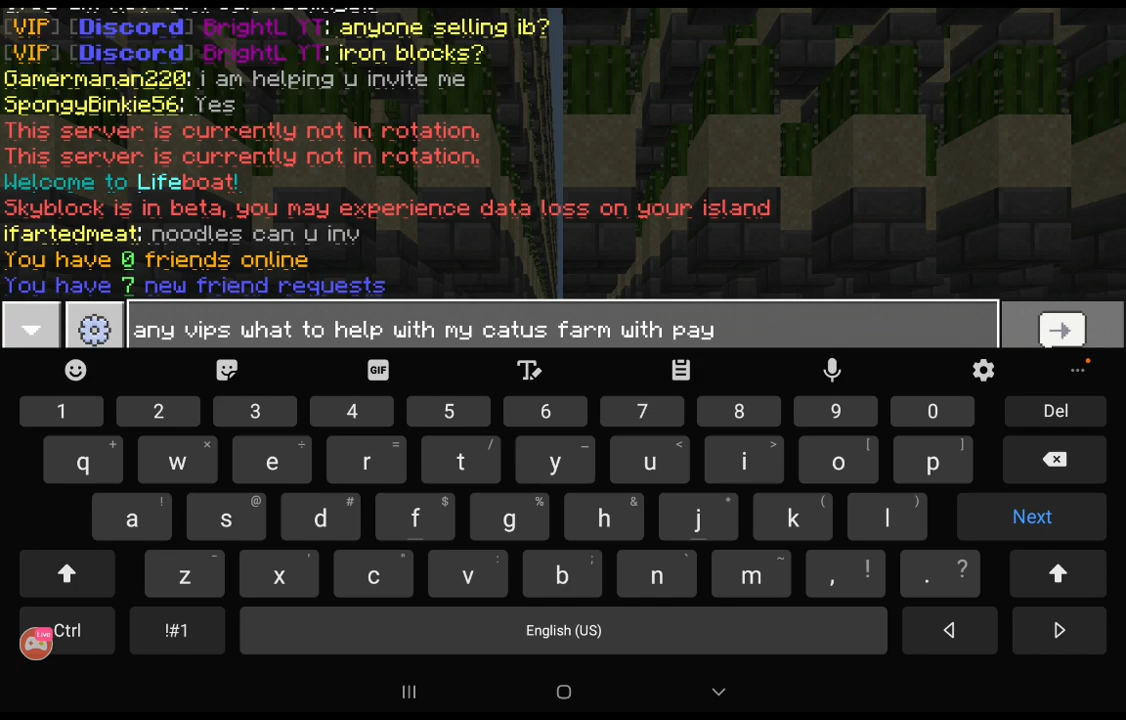 [VIP] [Discord] BrightL YT: anyone selling ib?
[VIP] [Discord] BrightL YT: iron blocks?
Gamermanan220: i am helping u invite me
SpongyBinkie56: Yes
This server is currently not in rotation.
This server is currently not in rotation.
Welcome to Lifeboat!
Skyblock is in beta, you may experience data loss on your island
ifartedmeat: noodles can u inv
You have 0 friends online
You have 7 new friend requests
any vips what to help with my catus farm with pay
GIF
1 2 3 4 5 6 7 8 9 0 Del
+ × ÷ = / _ < > [ ]
q w e r t y u i o p
! @ # $ % & * ( )
a s d f g h j k l Next
- ' " : ; ` ~ ! ?
z x c v b n m , .
Live
Ctrl !#1 English (US)